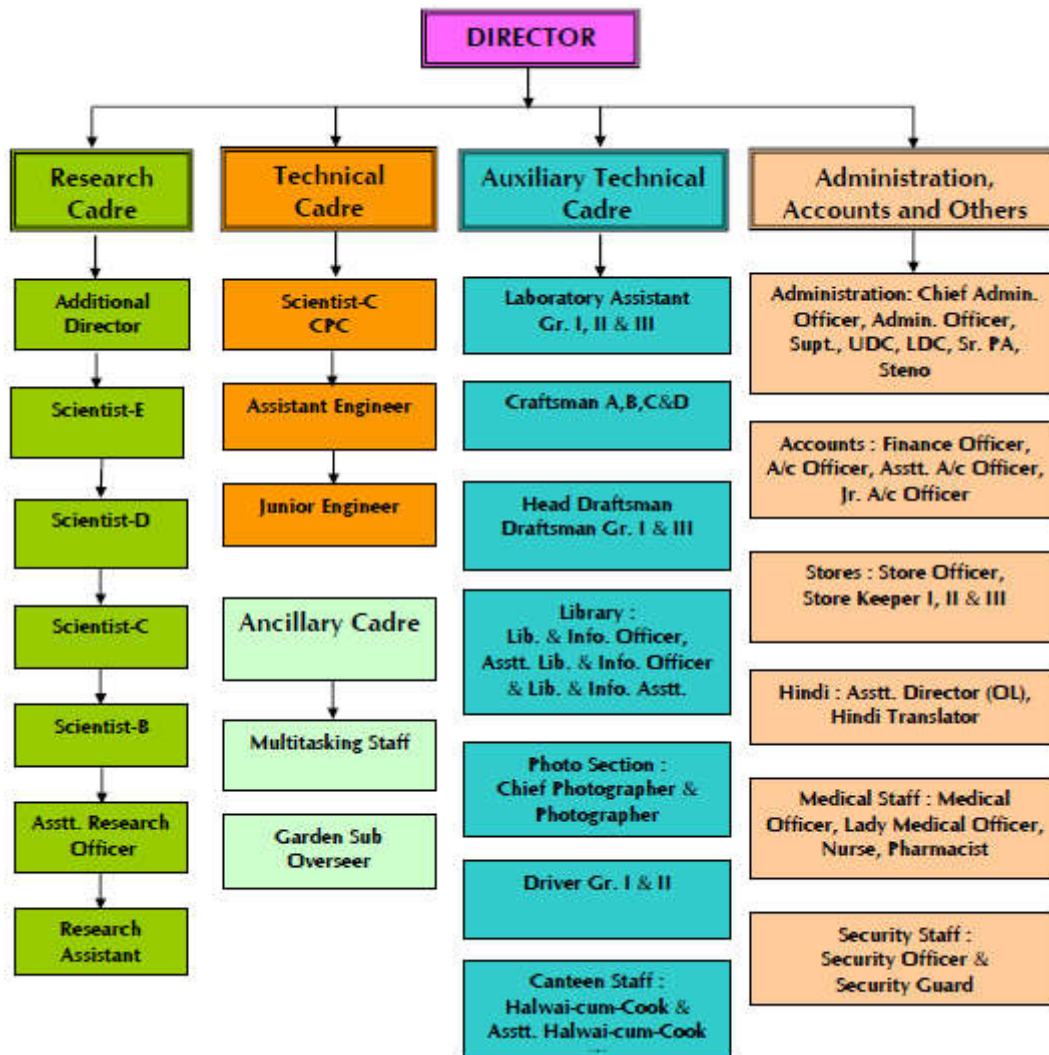 DIRECTOR
Research
Cadre
Additional
Director
Scientist-E
Scientist-D
Scientist-C
Scientist-B
Asstt. Research
Officer
Research
Assistant
Technical
Cadre
Scientist-C
CPC
Assistant Engineer
Junior Engineer
Ancillary Cadre
Multitasking Staff
Garden Sub
Overseer
Auxiliary Technical
Cadre
Laboratory Assistant
Gr. I, II & III
Craftsman A,B,C&D
Head Draftsman
Draftsman Gr. I & III
Library :
Lib. & Info. Officer,
Asstt. Lib. & Info. Officer
& Lib. & Info. Asstt.
Photo Section :
Chief Photographer &
Photographer
Driver Gr. I & II
Canteen Staff :
Halwai-cum-Cook &
Asstt. Halwai-cum-Cook
Administration,
Accounts and Others
Administration: Chief Admin.
Officer, Admin. Officer,
Supt., UDC, LDC, Sr. PA,
Steno
Accounts : Finance Officer,
A/c Officer, Asstt. A/c Officer,
Jr. A/c Officer
Stores : Store Officer,
Store Keeper I, II & III
Hindi : Asstt. Director (OL),
Hindi Translator
Medical Staff : Medical
Officer, Lady Medical Officer,
Nurse, Pharmacist
Security Staff :
Security Officer &
Security Guard